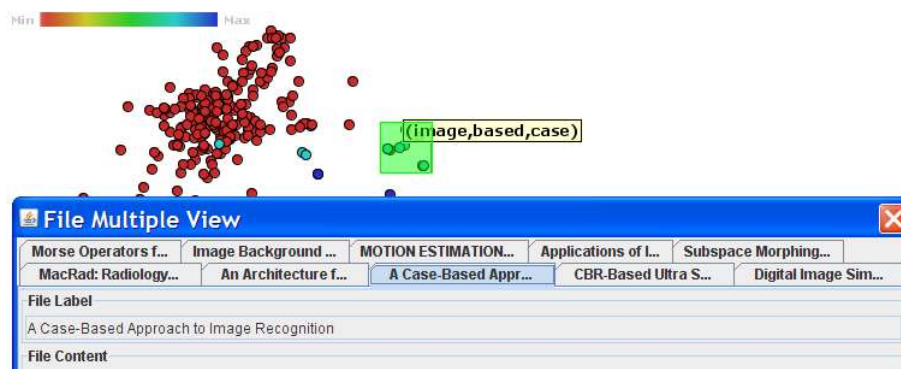 Min Max
(image,based,case)
File Multiple View
Morse Operators f... Image Background ... MOTION ESTIMATION... Applications of I... Subspace Morphing...
MacRad: Radiology... An Architecture f... A Case-Based Appr... CBR-Based Ultra S... Digital Image Sim...
File Label
A Case-Based Approach to Image Recognition
File Content